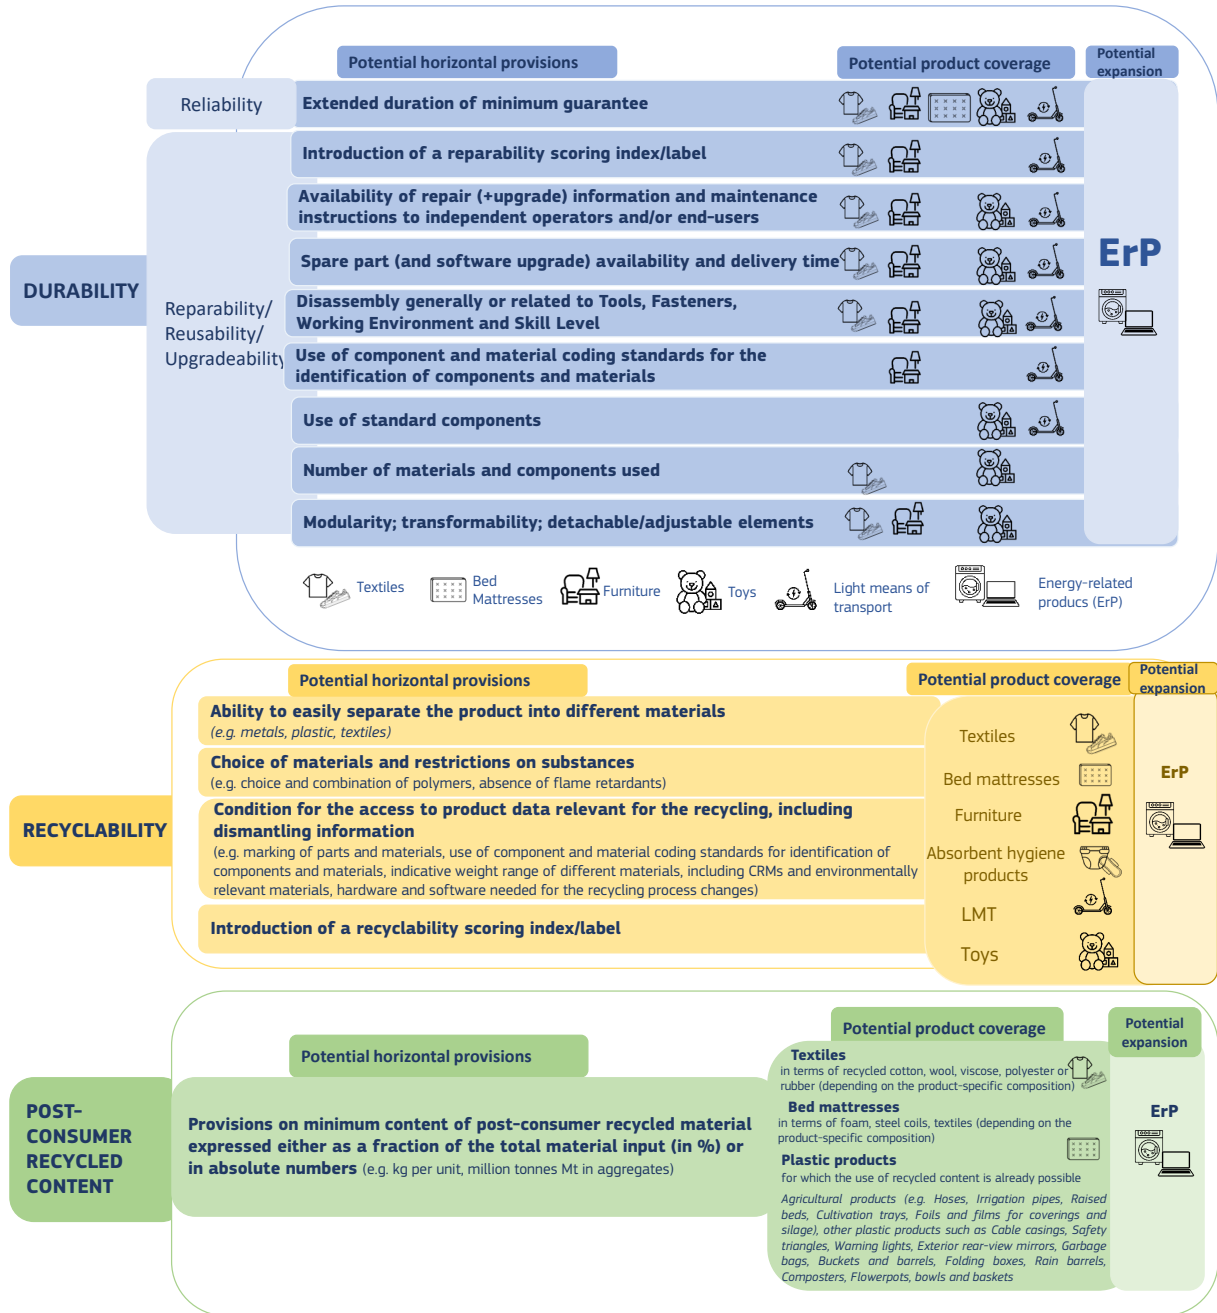 Potential horizontal provisions
Potential product coverage
Potential
expansion
Reliability
Extended duration of minimum guarantee
Introduction of a reparability scoring index/label
Availability of repair (+upgrade) information and maintenance
instructions to independent operators and/or end-users
Spare part (and software upgrade) availability and delivery time
ErP
DURABILITY
Reparability/
Reusability/
Upgradeability
Disassembly generally or related to Tools, Fasteners,
Working Environment and Skill Level
Use of component and material coding standards for the
identification of components and materials
Use of standard components
Number of materials and components used
Modularity; transformability; detachable/adjustable elements
Textiles
Bed
Mattresses
Furniture
Toys
Light means of
transport
Energy-related
producs (ErP)
Potential horizontal provisions
Potential product coverage
Potential
expansion
RECYCLABILITY
Ability to easily separate the product into different materials
(e.g. metals, plastic, textiles)
Choice of materials and restrictions on substances
(e.g. choice and combination of polymers, absence of flame retardants)
Condition for the access to product data relevant for the recycling, including
dismantling information
(e.g. marking of parts and materials, use of component and material coding standards for identification of
components and materials, indicative weight range of different materials, including CRMs and environmentally
relevant materials, hardware and software needed for the recycling process changes)
Introduction of a recyclability scoring index/label
Textiles
Bed mattresses
Furniture
Absorbent hygiene
products
LMT
Toys
ErP
Potential horizontal provisions
Potential product coverage
Potential
expansion
POST-
CONSUMER
RECYCLED
CONTENT
Provisions on minimum content of post-consumer recycled material
expressed either as a fraction of the total material input (in %) or
in absolute numbers (e.g. kg per unit, million tonnes Mt in aggregates)
Textiles
in terms of recycled cotton, wool, viscose, polyester or
rubber (depending on the product-specific composition)
Bed mattresses
in terms of foam, steel coils, textiles (depending on the
product-specific composition)
Plastic products
for which the use of recycled content is already possible
Agricultural products (e.g. Hoses, Irrigation pipes, Raised
beds, Cultivation trays, Foils and films for coverings and
silage), other plastic products such as Cable casings, Safety
triangles, Warning lights, Exterior rear-view mirrors, Garbage
bags, Buckets and barrels, Folding boxes, Rain barrels,
Composters, Flowerpots, bowls and baskets
ErP